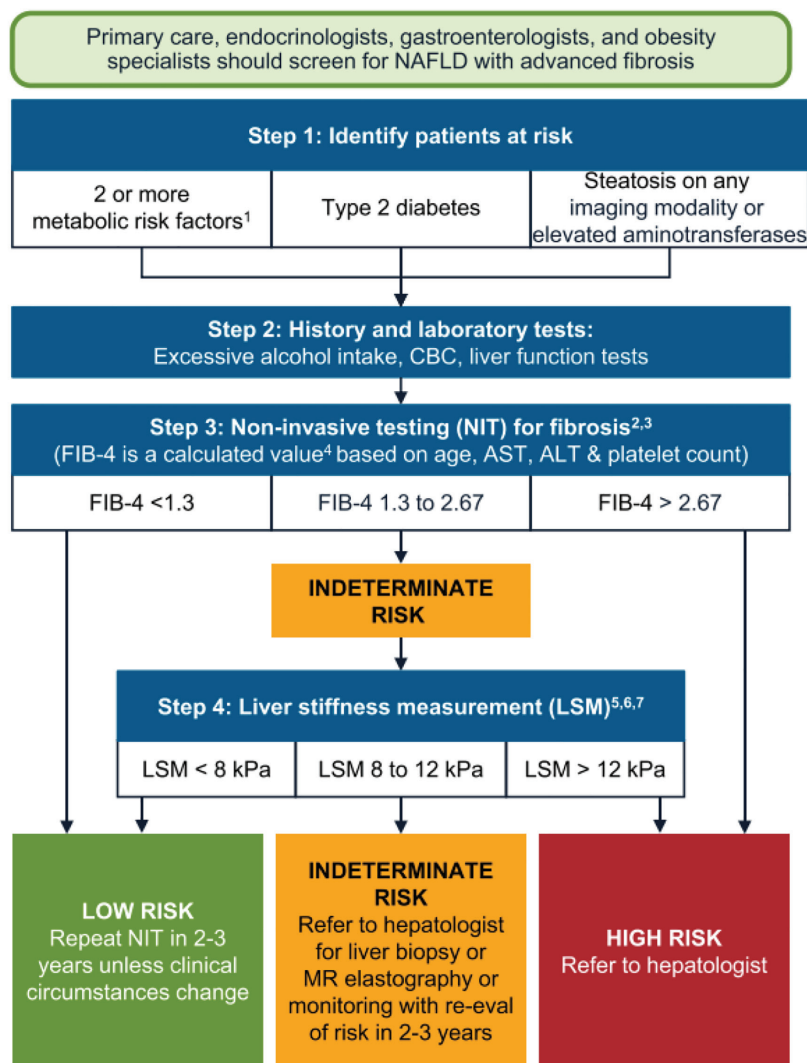 Primary care, endocrinologists, gastroenterologists, and obesity
specialists should screen for NAFLD with advanced fibrosis
Step 1: Identify patients at risk
2 or more
metabolic risk factors¹
Type 2 diabetes
Steatosis on any
imaging modality or
elevated aminotransferases
Step 2: History and laboratory tests:
Excessive alcohol intake, CBC, liver function tests
Step 3: Non-invasive testing (NIT) for fibrosis²,³
(FIB-4 is a calculated value⁴ based on age, AST, ALT & platelet count)
FIB-4 <1.3
FIB-4 1.3 to 2.67
FIB-4 > 2.67
INDETERMINATE
RISK
Step 4: Liver stiffness measurement (LSM)⁵,⁶,⁷
LSM < 8 kPa
LSM 8 to 12 kPa
LSM > 12 kPa
LOW RISK
Repeat NIT in 2-3
years unless clinical
circumstances change
INDETERMINATE
RISK
Refer to hepatologist
for liver biopsy or
MR elastography or
monitoring with re-eval
of risk in 2-3 years
HIGH RISK
Refer to hepatologist